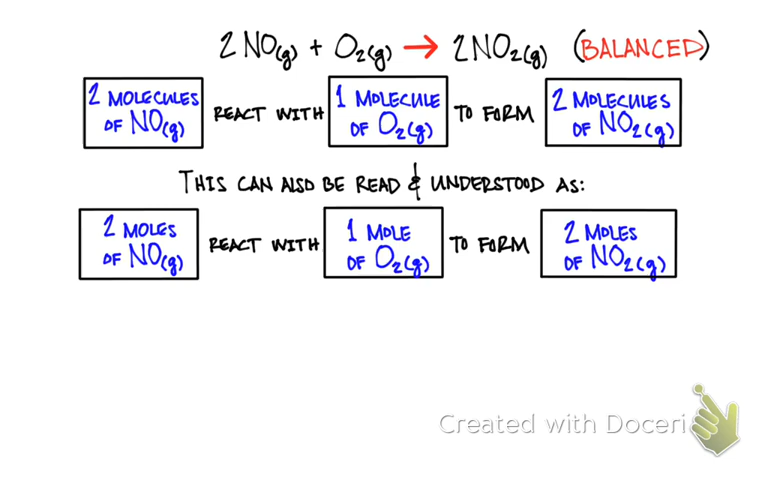 2 NO(g) + O₂(g) → 2NO₂(g) (BALANCED)
2 MOLECULES OF NO(g) REACT WITH 1 MOLECULE OF O₂(g) TO FORM 2 MOLECULES OF NO₂(g)
THIS CAN ALSO BE READ & UNDERSTOOD AS:
2 MOLES OF NO(g) REACT WITH 1 MOLE OF O₂(g) TO FORM 2 MOLES OF NO₂(g)
Created with Doceri